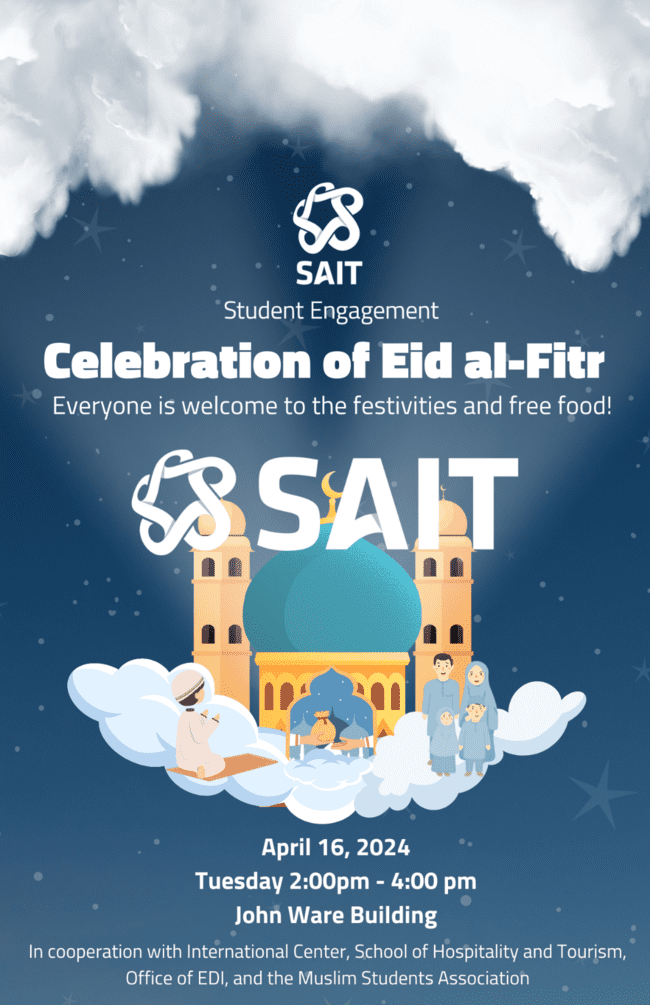 SAIT
Student Engagement
Celebration of Eid al-Fitr
Everyone is welcome to the festivities and free food!
SAIT
April 16, 2024
Tuesday 2:00pm - 4:00 pm
John Ware Building
In cooperation with International Center, School of Hospitality and Tourism,
Office of EDI, and the Muslim Students Association